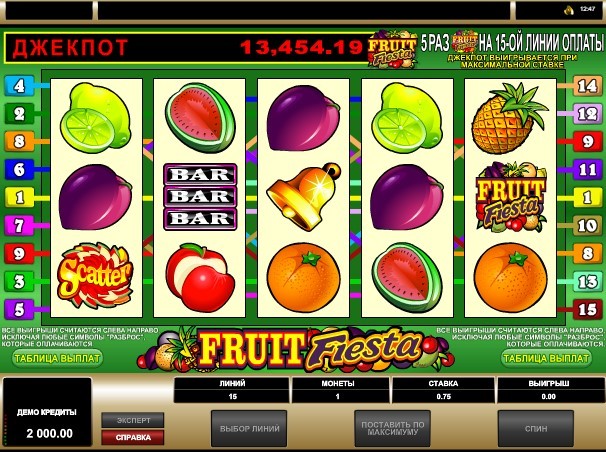 12:47
ДЖЕКПОТ 13,454.19 FRUIT Fiesta 5 РАЗ FRUIT Fiesta НА 15-ОЙ ЛИНИИ ОПЛАТЫ
ДЖЕКПОТ ВЫИГРЫВАЕТСЯ ПРИ
МАКСИМАЛЬНОЙ СТАВКЕ
4 14
2 12
8 9
6 BAR 11
1 BAR FRUIT Fiesta 1
7 BAR 10
9 Scatter 8
3 13
5 15
ВСЕ ВЫИГРЫШИ СЧИТАЮТСЯ СЛЕВА НАПРАВО
ИСКЛЮЧАЯ ЛЮБЫЕ СИМВОЛЫ "РАЗБРОС",
КОТОРЫЕ ОПЛАЧИВАЮТСЯ
ТАБЛИЦА ВЫПЛАТ
FRUIT Fiesta
ВСЕ ВЫИГРЫШИ СЧИТАЮТСЯ СЛЕВА НАПРАВО,
ИСКЛЮЧАЯ ЛЮБЫЕ СИМВОЛЫ "РАЗБРОС",
КОТОРЫЕ ОПЛАЧИВАЮТСЯ
ТАБЛИЦА ВЫПЛАТ
ДЕМО КРЕДИТЫ
2 000.00
ЭКСПЕРТ
СПРАВКА
ЛИНИЙ МОНЕТЫ СТАВКА ВЫИГРЫШ
15 1 0.75 0.00
ВЫБОР ЛИНИЙ
ПОСТАВИТЬ ПО
МАКСИМУМУ
СПИН